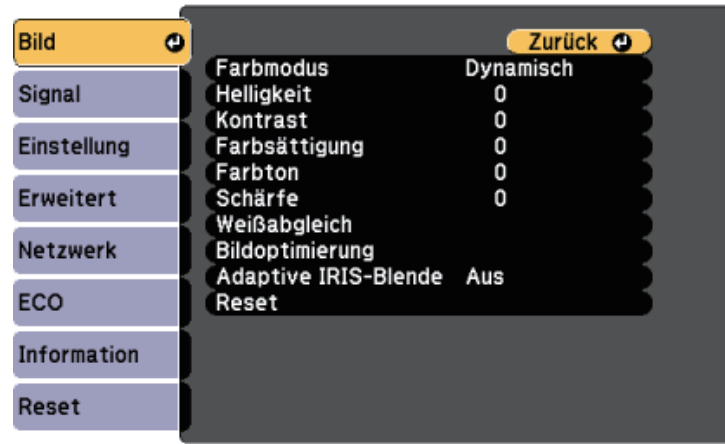 Bild
Signal
Einstellung
Erweitert
Netzwerk
ECO
Information
Reset
Zurück
Farbmodus Dynamisch
Helligkeit 0
Kontrast 0
Farbsättigung 0
Farbton 0
Schärfe 0
Weißabgleich
Bildoptimierung
Adaptive IRIS-Blende Aus
Reset